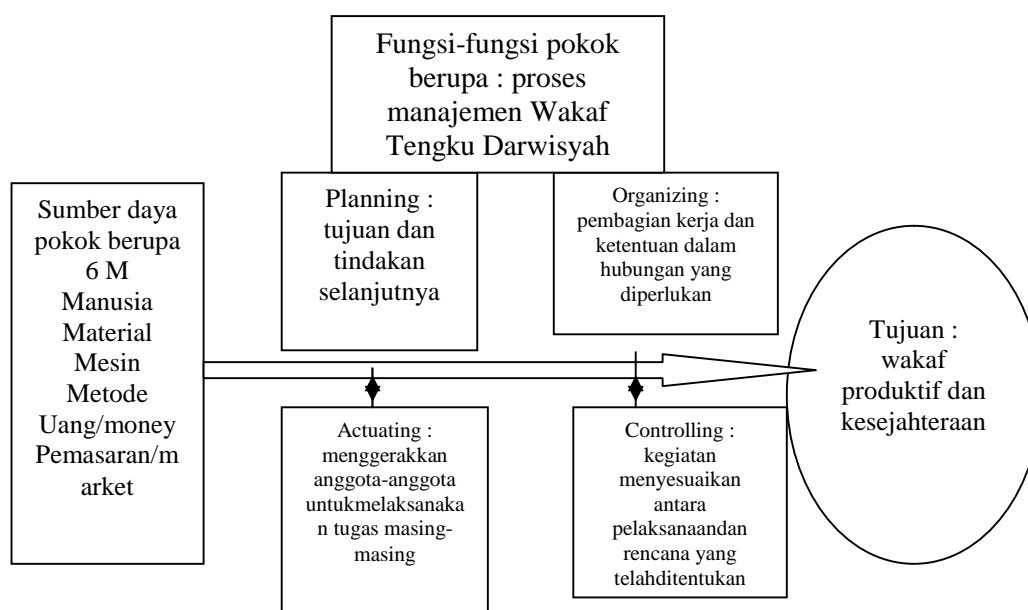 Fungsi-fungsi pokok
berupa : proses
manajemen Wakaf
Tengku Darwisyah
Sumber daya
pokok berupa
6 M
Manusia
Material
Mesin
Metode
Uang/money
Pemasaran/m
arket
Planning :
tujuan dan
tindakan
selanjutnya
Organizing :
pembagian kerja dan
ketentuan dalam
hubungan yang
diperlukan
Actuating :
menggerakkan
anggota-anggota
untukmelaksanaka
n tugas masing-
masing
Controlling :
kegiatan
menyesuaikan
antara
pelaksanaandan
rencana yang
telahditentukan
Tujuan :
wakaf
produktif dan
kesejahteraan